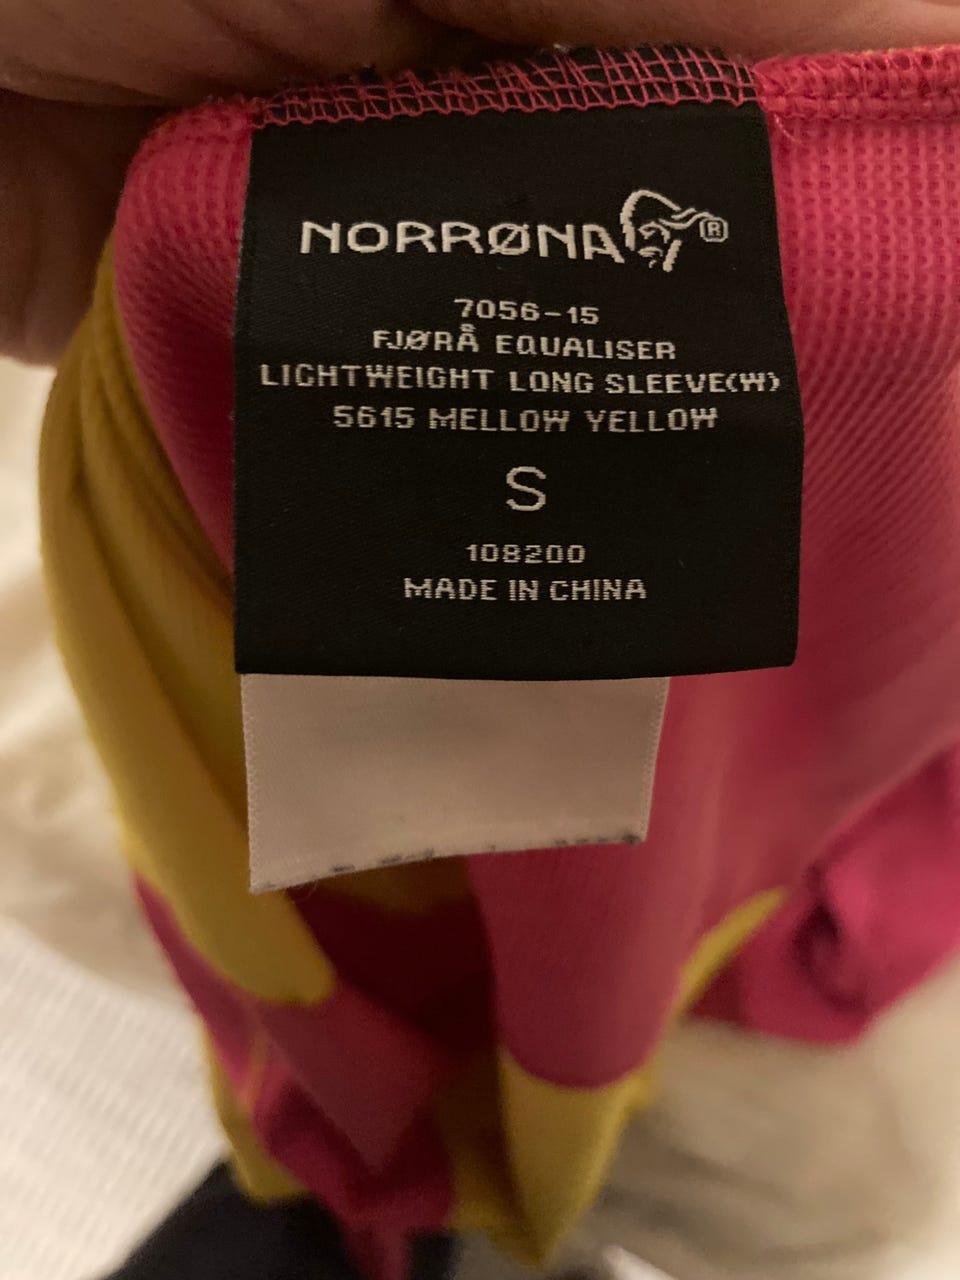 NORRØNA®
7056-15
FJØRÅ EQUALISER
LIGHTWEIGHT LONG SLEEVE(W)
5615 MELLOW YELLOW
S
108200
MADE IN CHINA